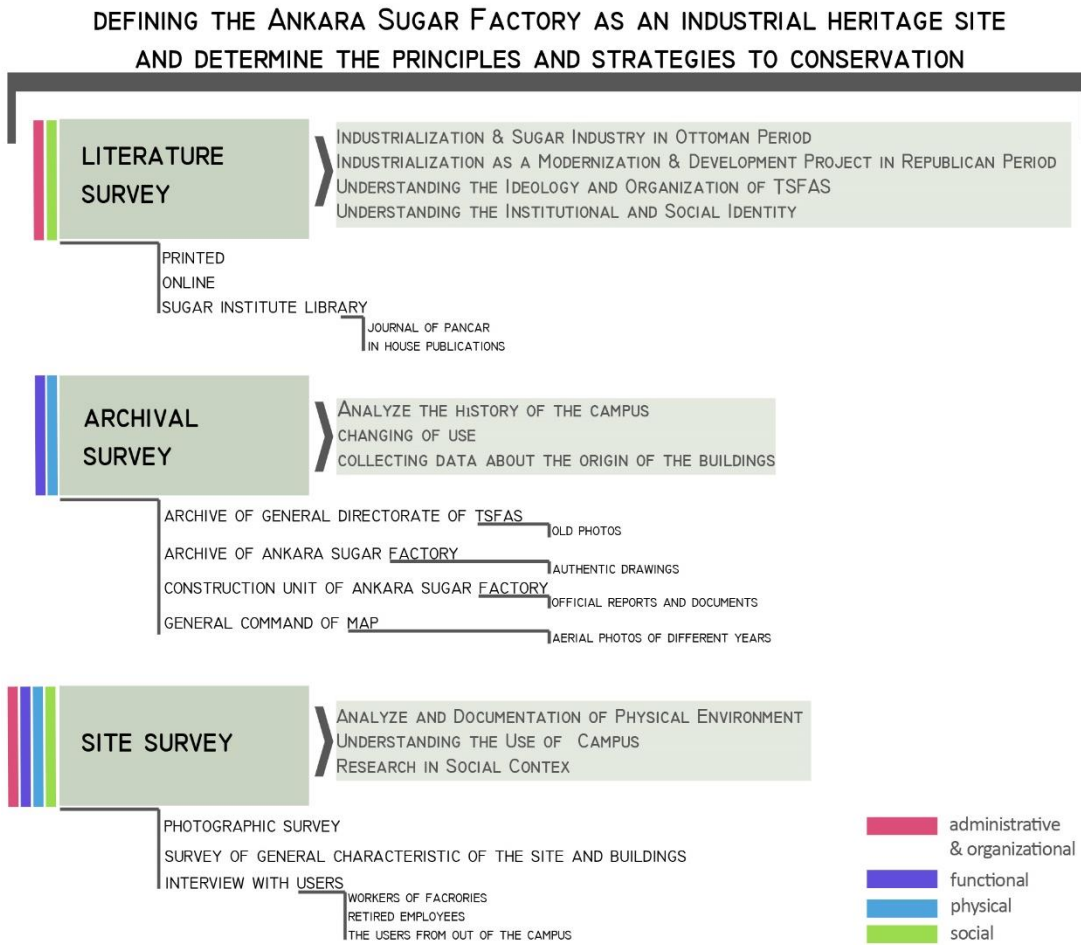 DEFINING THE ANKARA SUGAR FACTORY AS AN INDUSTRIAL HERITAGE SITE
AND DETERMINE THE PRINCIPLES AND STRATEGIES TO CONSERVATION
LITERATURE
SURVEY
INDUSTRIALIZATION & SUGAR INDUSTRY IN OTTOMAN PERIOD
INDUSTRIALIZATION AS A MODERNIZATION & DEVELOPMENT PROJECT IN REPUBLICAN PERIOD
UNDERSTANDING THE IDEOLOGY AND ORGANIZATION OF TSFAS
UNDERSTANDING THE INSTITUTIONAL AND SOCIAL IDENTITY
PRINTED
ONLINE
SUGAR INSTITUTE LIBRARY
JOURNAL OF PANCAR
IN HOUSE PUBLICATIONS
ARCHIVAL
SURVEY
ANALYZE THE HISTORY OF THE CAMPUS
CHANGING OF USE
COLLECTING DATA ABOUT THE ORIGIN OF THE BUILDINGS
ARCHIVE OF GENERAL DIRECTORATE OF TSFAS
OLD PHOTOS
ARCHIVE OF ANKARA SUGAR FACTORY
AUTHENTIC DRAWINGS
CONSTRUCTION UNIT OF ANKARA SUGAR FACTORY
OFFICIAL REPORTS AND DOCUMENTS
GENERAL COMMAND OF MAP
AERIAL PHOTOS OF DIFFERENT YEARS
SITE SURVEY
ANALYZE AND DOCUMENTATION OF PHYSICAL ENVIRONMENT
UNDERSTANDING THE USE OF CAMPUS
RESEARCH IN SOCIAL CONTEX
PHOTOGRAPHIC SURVEY
SURVEY OF GENERAL CHARACTERISTIC OF THE SITE AND BUILDINGS
INTERVIEW WITH USERS
WORKERS OF FACRORIES
RETIRED EMPLOYEES
THE USERS FROM OUT OF THE CAMPUS
administrative
& organizational
functional
physical
social